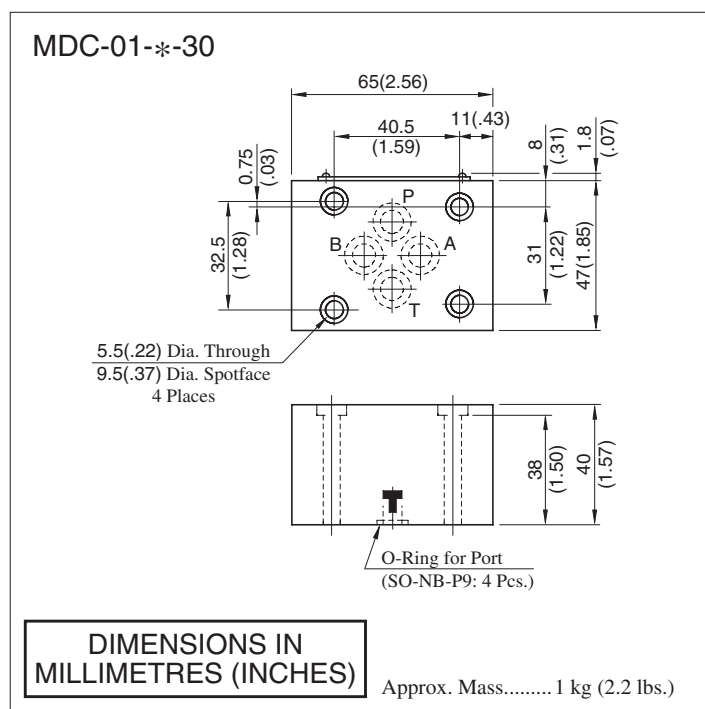 MDC-01-*-30
65(2.56)
40.5
(1.59)
11(.43)
8
(.31)
1.8
(.07)
0.75
(.03)
P
B
A
T
32.5
(1.28)
31
(1.22)
47(1.85)
5.5(.22) Dia. Through
9.5(.37) Dia. Spotface
4 Places
T
38
(1.50)
40
(1.57)
O-Ring for Port
(SO-NB-P9: 4 Pcs.)
DIMENSIONS IN
MILLIMETRES (INCHES)
Approx. Mass......... 1 kg (2.2 lbs.)